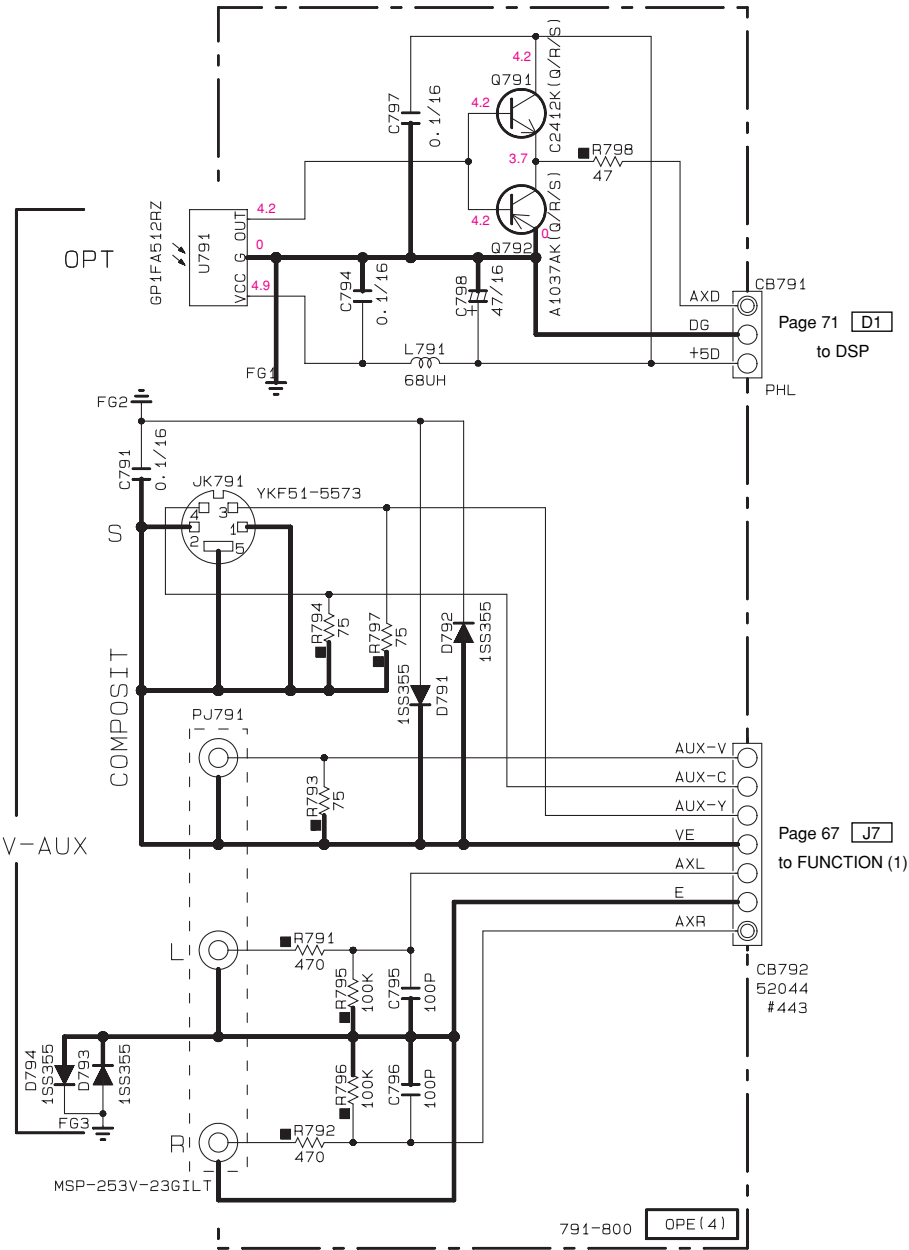 4.2
Q791
C2412K(Q/R/S)
C797
0.1/16
4.2
3.7
R798
47
GP1FA512RZ
OPT
U791
OUT
G
VCC
4.2
0
4.9
4.2
0
Q792
A1037AK(Q/R/S)
C794
0.1/16
C798
+
47/16
CB791
AXD
DG
+5D
Page 71 D1
to DSP
L791
68UH
FG1
PHL
FG2
C791
0.1/16
JK791
YKF51-5573
4
3
2
1
5
S
R794
75
R797
75
D792
1SS355
1SS355
D791
COMPOSIT
PJ791
R793
75
AUX-V
AUX-C
AUX-Y
VE
AXL
E
AXR
V-AUX
Page 67 J7
to FUNCTION (1)
L
R791
470
R795
100K
C795
100P
CB792
52044
#443
D794
1SS355
D793
1SS355
FG3
R796
100K
C796
100P
R
R792
470
MSP-253V-23GILT
791-800
OPE(4)